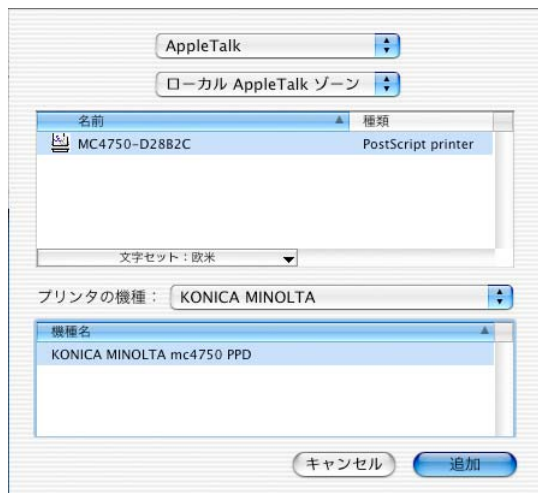 AppleTalk
ローカル AppleTalk ゾーン
名前 種類
MC4750-D28B2C PostScript printer
文字セット：欧米
プリンタの機種： KONICA MINOLTA
機種名
KONICA MINOLTA mc4750 PPD
キャンセル 追加